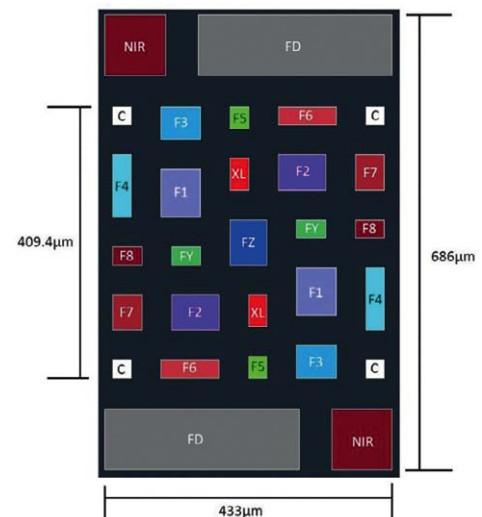 NIR FD
C F3 F5 F6 C
F4 F1 XL F2 F7
F8 FY FZ FY F8
F7 F2 XL F1 F4
C F6 F5 F3 C
FD NIR
409.4µm
686µm
433µm